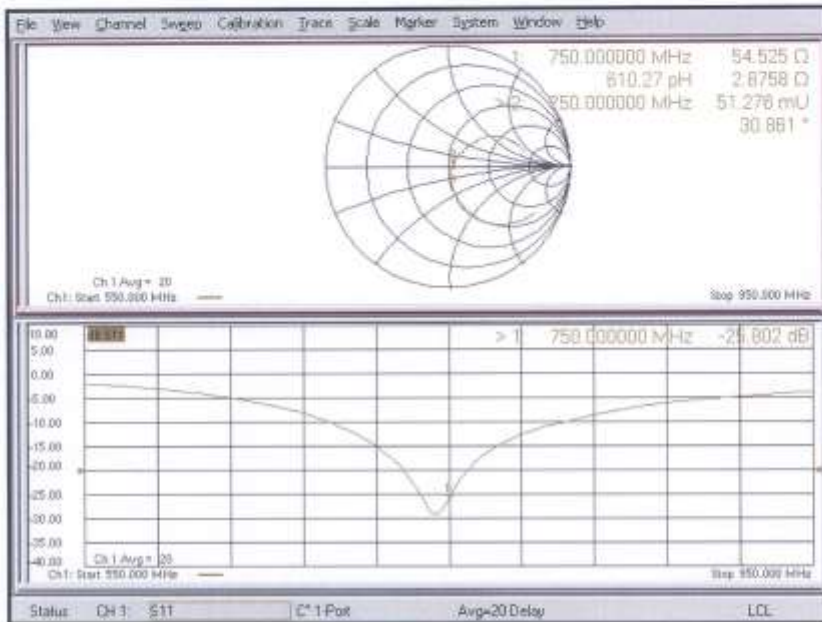 File View Channel Sweep Calibration Trace Scale Marker System Window Help
1: 750.000000 MHz 54.525 Ω
610.27 pH 2.8758 Ω
> 2: 750.000000 MHz 51.276 mU
30.861 °
Ch 1 Avg = 20
Ch1: Start 550.000 MHz
Stop 950.000 MHz
10.00
> 1: 750.000000 MHz -25.802 dB
5.00
0.00
-5.00
-10.00
-15.00
-20.00
-25.00
-30.00
-35.00
-40.00
1
Ch 1 Avg = 20
Ch1: Start 550.000 MHz
Stop 950.000 MHz
Status CH 1: S11 C* 1-Port Avg=20 Delay LCL